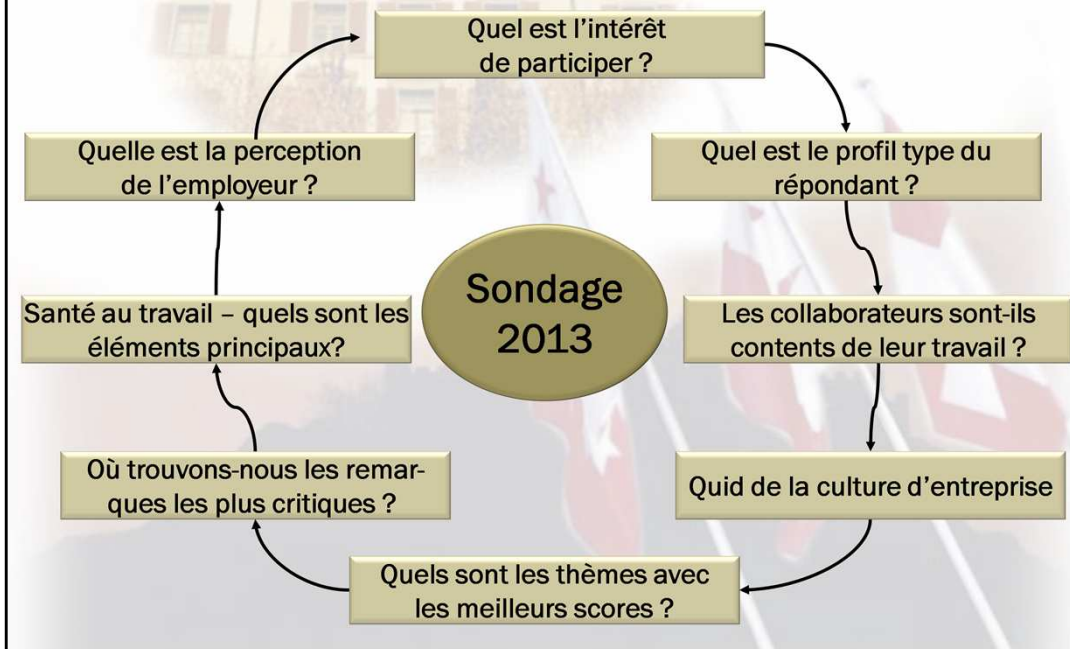 Quel est l'intérêt
de participer ?
Quel est le profil type du
répondant ?
Les collaborateurs sont-ils
contents de leur travail ?
Quid de la culture d'entreprise
Quels sont les thèmes avec
les meilleurs scores ?
Où trouvons-nous les remar-
ques les plus critiques ?
Santé au travail – quels sont les
éléments principaux?
Quelle est la perception
de l'employeur ?
Sondage
2013